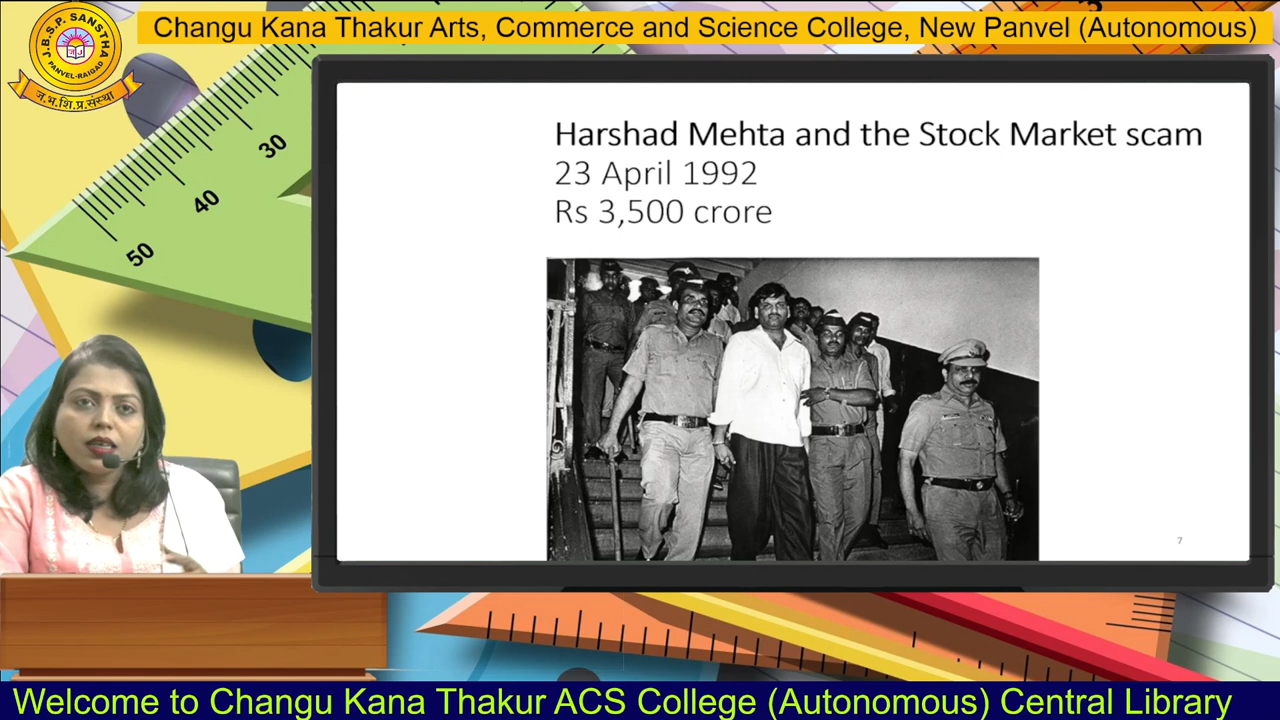 J.B.S.P. SANSTHA
PANVEL-RAIGAD
ज.भ.शि.प्र.संस्था
Changu Kana Thakur Arts, Commerce and Science College, New Panvel (Autonomous)
30
40
50
Harshad Mehta and the Stock Market scam
23 April 1992
Rs 3,500 crore
7
Welcome to Changu Kana Thakur ACS College (Autonomous) Central Library